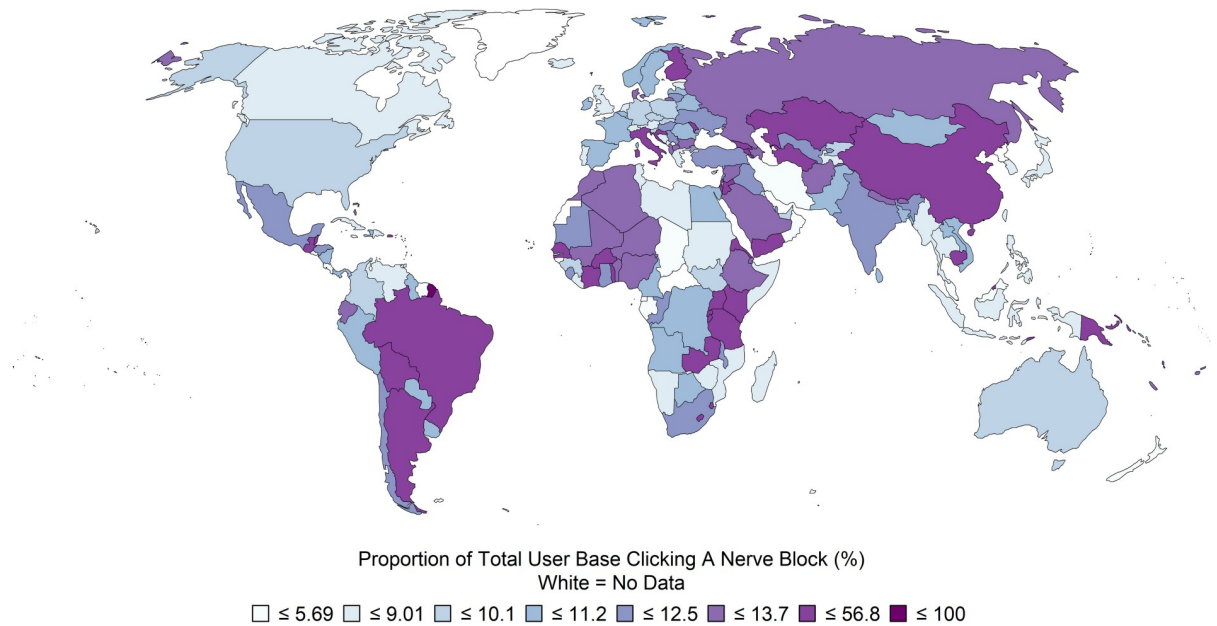 Proportion of Total User Base Clicking A Nerve Block (%)
White = No Data
≤ 5.69 ≤ 9.01 ≤ 10.1 ≤ 11.2 ≤ 12.5 ≤ 13.7 ≤ 56.8 ≤ 100